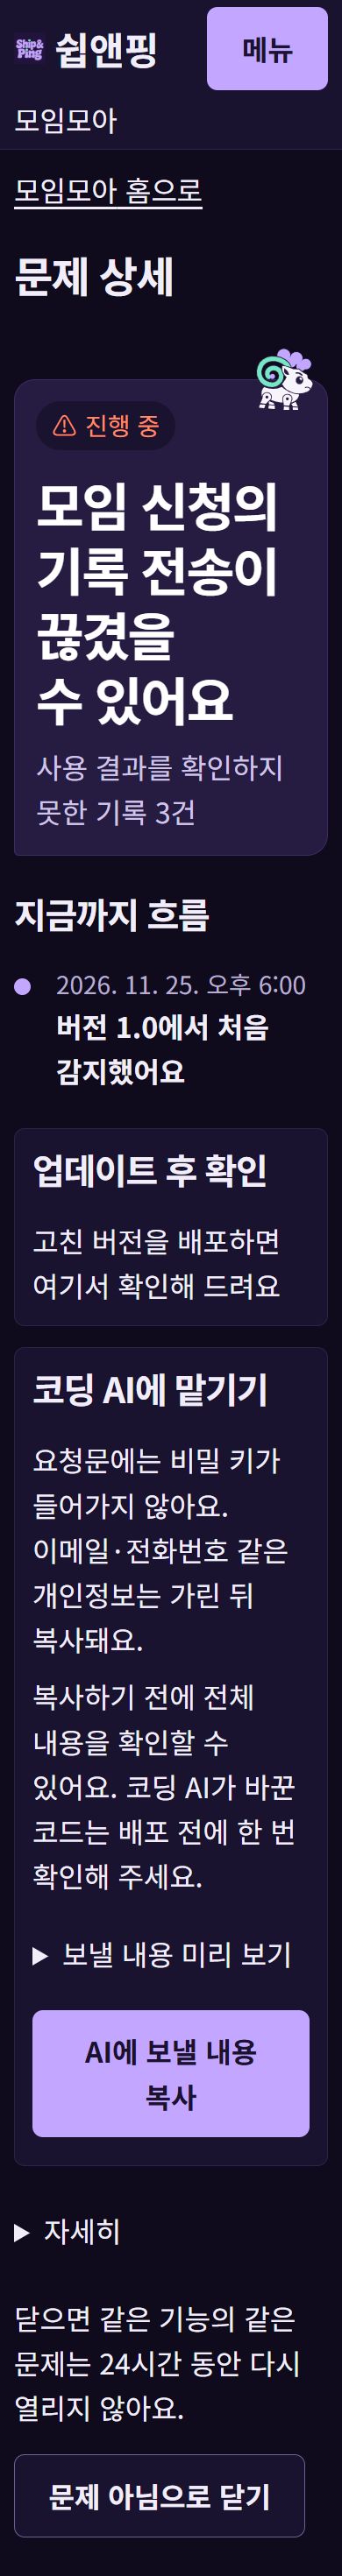 Ship&
Ping
쉽앤핑
메뉴
모임모아
모임모아 홈으로
문제 상세
진행 중
모임 신청의
기록 전송이
끊겼을
수 있어요
사용 결과를 확인하지
못한 기록 3건
지금까지 흐름
2026. 11. 25. 오후 6:00
버전 1.0에서 처음
감지했어요
업데이트 후 확인
고친 버전을 배포하면
여기서 확인해 드려요
코딩 AI에 맡기기
요청문에는 비밀 키가
들어가지 않아요.
이메일·전화번호 같은
개인정보는 가린 뒤
복사돼요.
복사하기 전에 전체
내용을 확인할 수
있어요. 코딩 AI가 바꾼
코드는 배포 전에 한 번
확인해 주세요.
보낼 내용 미리 보기
AI에 보낼 내용
복사
자세히
닫으면 같은 기능의 같은
문제는 24시간 동안 다시
열리지 않아요.
문제 아님으로 닫기